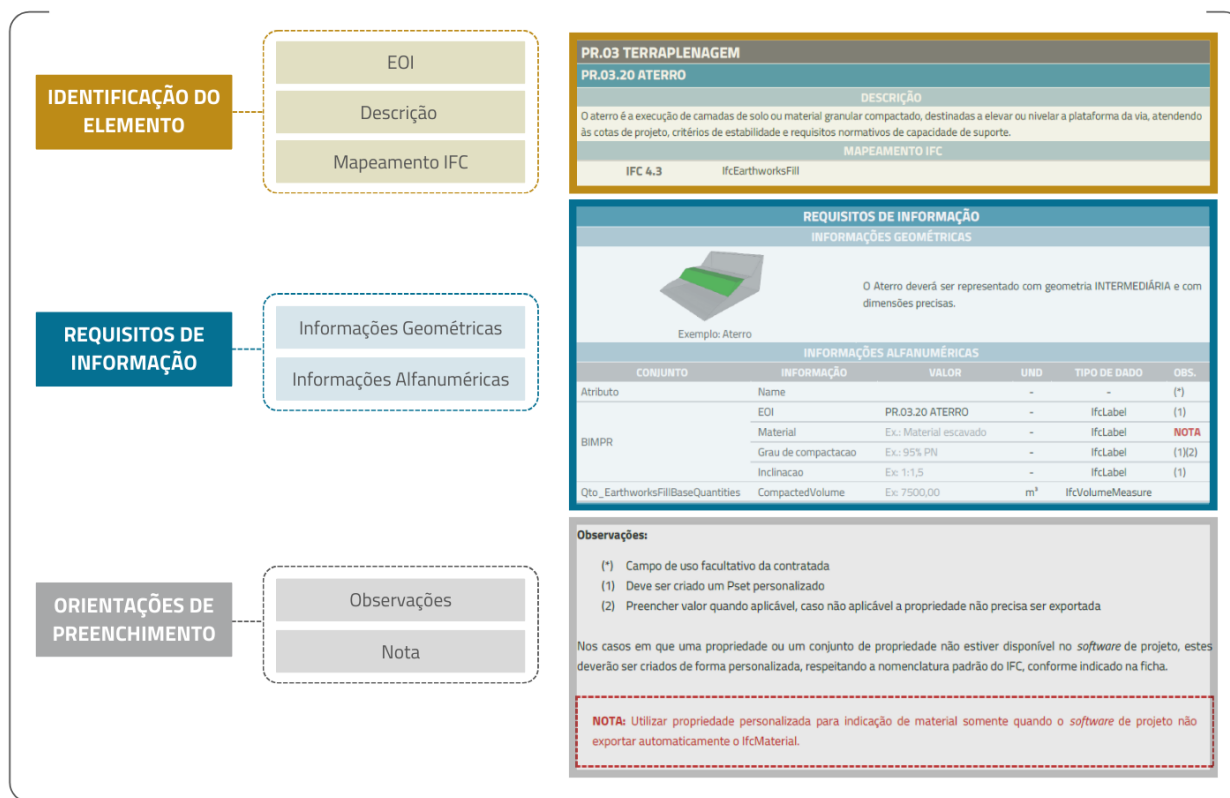 IDENTIFICAÇÃO DO
ELEMENTO
EOI
Descrição
Mapeamento IFC
PR.03 TERRAPLENAGEM
PR.03.20 ATERRO
DESCRIÇÃO
O aterro é a execução de camadas de solo ou material granular compactado, destinadas a elevar ou nivelar a plataforma da via, atendendo
às cotas de projeto, critérios de estabilidade e requisitos normativos de capacidade de suporte.
MAPEAMENTO IFC
IFC 4.3 IfcEarthworksFill
REQUISITOS DE
INFORMAÇÃO
Informações Geométricas
Informações Alfanuméricas
REQUISITOS DE INFORMAÇÃO
INFORMAÇÕES GEOMÉTRICAS
O Aterro deverá ser representado com geometria INTERMEDIÁRIA e com
dimensões precisas.
Exemplo: Aterro
INFORMAÇÕES ALFANUMÉRICAS
CONJUNTO INFORMAÇÃO VALOR UND TIPO DE DADO OBS.
Atributo Name - - (*)
BIMPR
EOI PR.03.20 ATERRO - IfcLabel (1)
Material Ex.: Material escavado - IfcLabel NOTA
Grau de compactacao Ex.: 95% PN - IfcLabel (1)(2)
Inclinacao Ex: 1:1,5 - IfcLabel (1)
Qto_EarthworksFillBaseQuantities CompactedVolume Ex: 7500,00 m³ IfcVolumeMeasure
ORIENTAÇÕES DE
PREENCHIMENTO
Observações
Nota
Observações:
(*) Campo de uso facultativo da contratada
(1) Deve ser criado um Pset personalizado
(2) Preencher valor quando aplicável, caso não aplicável a propriedade não precisa ser exportada
Nos casos em que uma propriedade ou um conjunto de propriedade não estiver disponível no software de projeto, estes
deverão ser criados de forma personalizada, respeitando a nomenclatura padrão do IFC, conforme indicado na ficha.
NOTA: Utilizar propriedade personalizada para indicação de material somente quando o software de projeto não
exportar automaticamente o IfcMaterial.